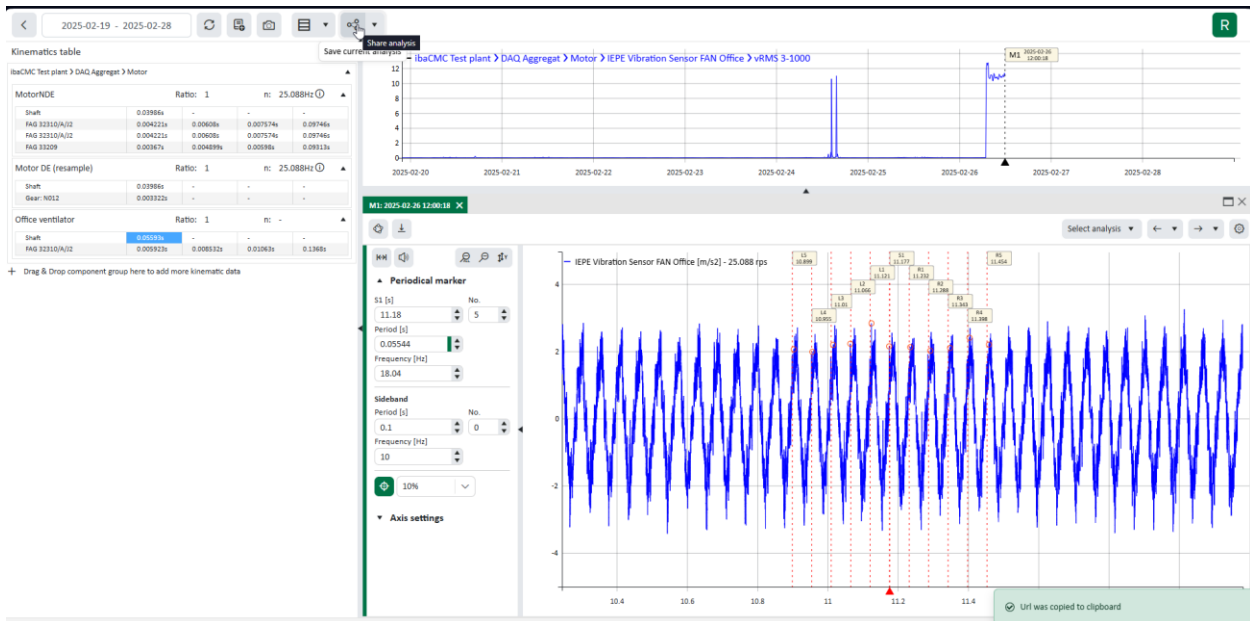 2025-02-19 - 2025-02-28
R
Share analysis
Save current analysis
Kinematics table
ibaCMC Test plant > DAQ Aggregat > Motor
MotorNDE Ratio: 1 n: 25.088Hz
Shaft 0.03986s - - -
FAG 32310/A/J2 0.004221s 0.00608s 0.007574s 0.09746s
FAG 32310/A/J2 0.004221s 0.00608s 0.007574s 0.09746s
FAG 33209 0.00367s 0.004899s 0.00598s 0.09313s
Motor DE (resample) Ratio: 1 n: 25.088Hz
Shaft 0.03986s - - -
Gear: N012 0.003322s - -
Office ventilator Ratio: 1 n: -
Shaft 0.05593s - - -
FAG 32310/A/J2 0.005923s 0.008532s 0.01063s 0.1368s
+ Drag & Drop component group here to add more kinematic data
ibaCMC Test plant > DAQ Aggregat > Motor > IEPE Vibration Sensor FAN Office > vRMS 3-1000
M1 2025-02-26
12:00:18
12
10
8
6
4
2
0
2025-02-20 2025-02-21 2025-02-22 2025-02-23 2025-02-24 2025-02-25 2025-02-26 2025-02-27 2025-02-28
M1: 2025-02-26 12:00:18
Select analysis
Periodical marker
S1 [s] No.
11.18 5
Period [s]
0.05544
Frequency [Hz]
18.04
Sideband
Period [s] No.
0.1 0
Frequency [Hz]
10
10%
Axis settings
IEPE Vibration Sensor FAN Office [m/s2] - 25.088 rps
L5
10.899
L4
10.955
L3
11.01
L2
11.066
L1
11.121
S1
11.177
R1
11.232
R2
11.288
R3
11.343
R4
11.398
R5
11.454
4
2
0
-2
-4
10.4 10.6 10.8 11 11.2 11.4
Url was copied to clipboard